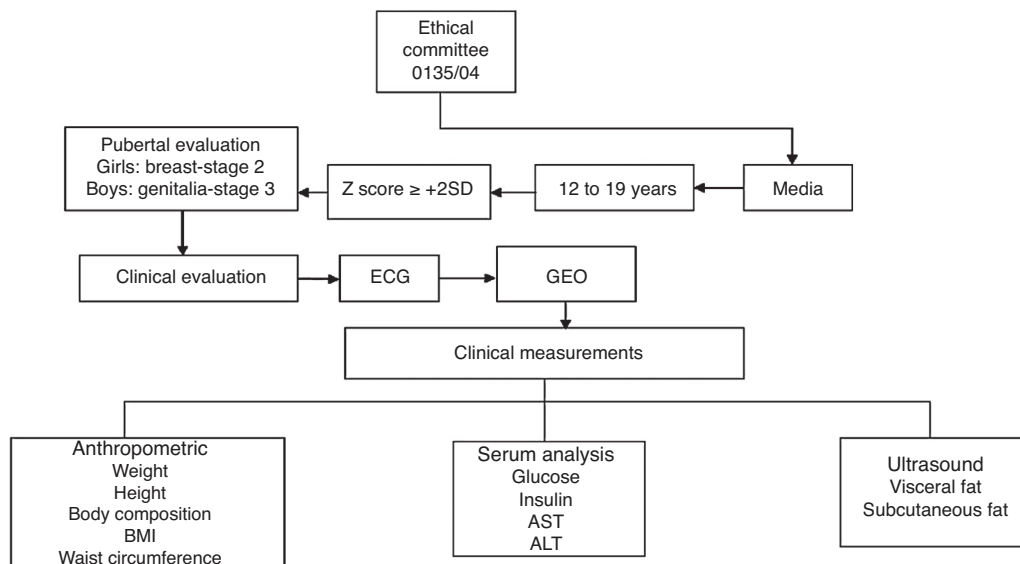 Ethical
committee
0135/04
Media
12 to 19 years
Z score ≥ +2SD
Pubertal evaluation
Girls: breast-stage 2
Boys: genitalia-stage 3
Clinical evaluation
ECG
GEO
Clinical measurements
Anthropometric
Weight
Height
Body composition
BMI
Waist circumference
Serum analysis
Glucose
Insulin
AST
ALT
Ultrasound
Visceral fat
Subcutaneous fat